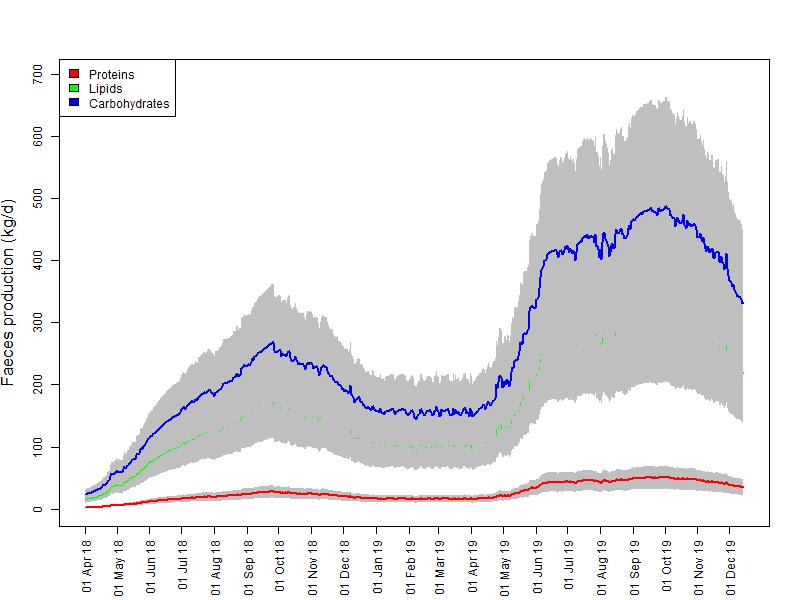 Faeces production (kg/d)
700
600
500
400
300
200
100
0
Proteins
Lipids
Carbohydrates
01 Apr 18
01 May 18
01 Jun 18
01 Jul 18
01 Aug 18
01 Sep 18
01 Oct 18
01 Nov 18
01 Dec 18
01 Jan 19
01 Feb 19
01 Mar 19
01 Apr 19
01 May 19
01 Jun 19
01 Jul 19
01 Aug 19
01 Sep 19
01 Oct 19
01 Nov 19
01 Dec 19